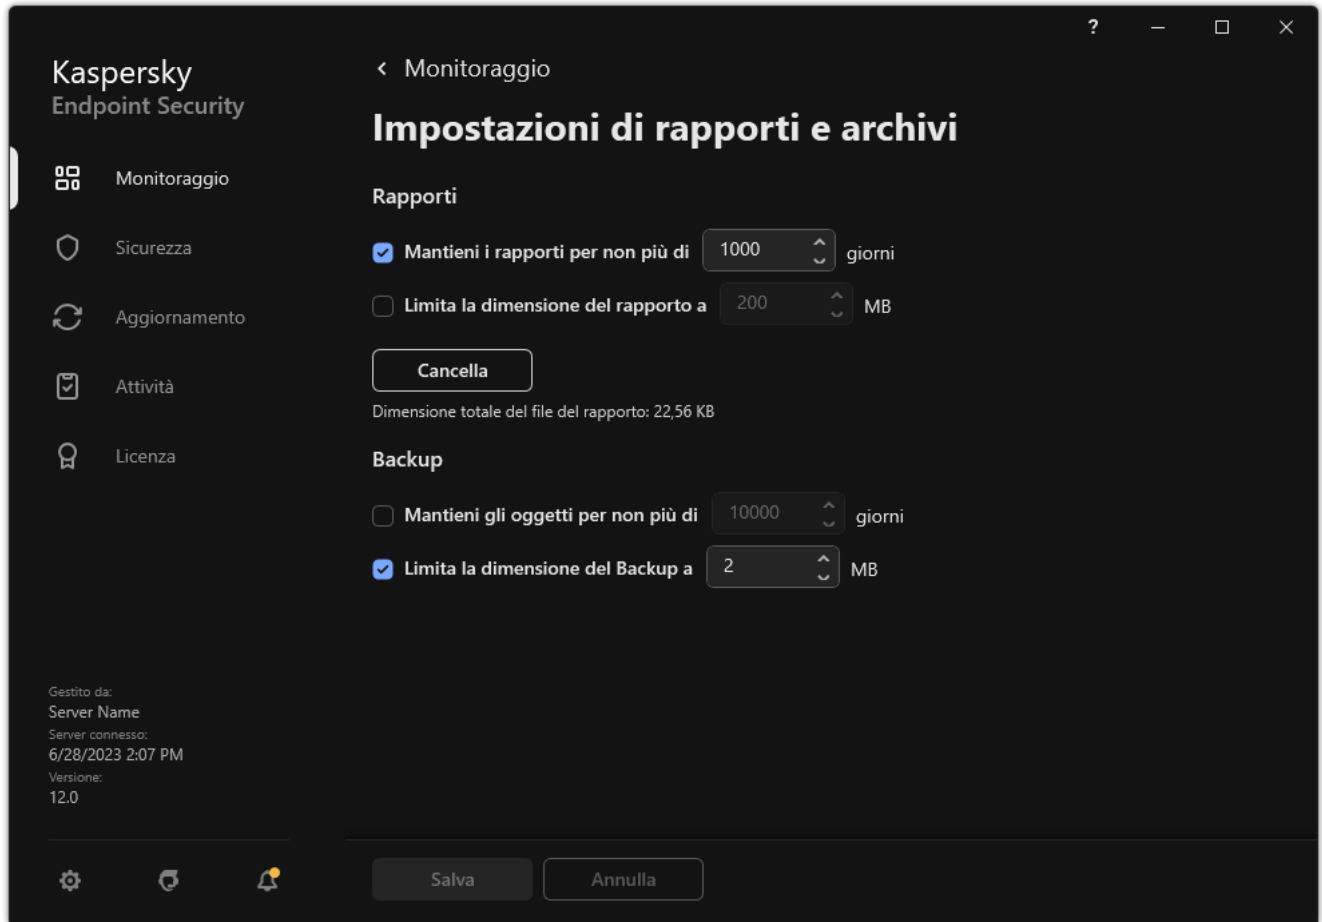 ?
Kaspersky
Endpoint Security
Monitoraggio
Sicurezza
Aggiornamento
Attività
Licenza
Gestito da:
Server Name
Server connesso:
6/28/2023 2:07 PM
Versione:
12.0
Monitoraggio
Impostazioni di rapporti e archivi
Rapporti
Mantieni i rapporti per non più di 1000 giorni
Limita la dimensione del rapporto a 200 MB
Cancella
Dimensione totale del file del rapporto: 22,56 KB
Backup
Mantieni gli oggetti per non più di 10000 giorni
Limita la dimensione del Backup a 2 MB
Salva Annulla